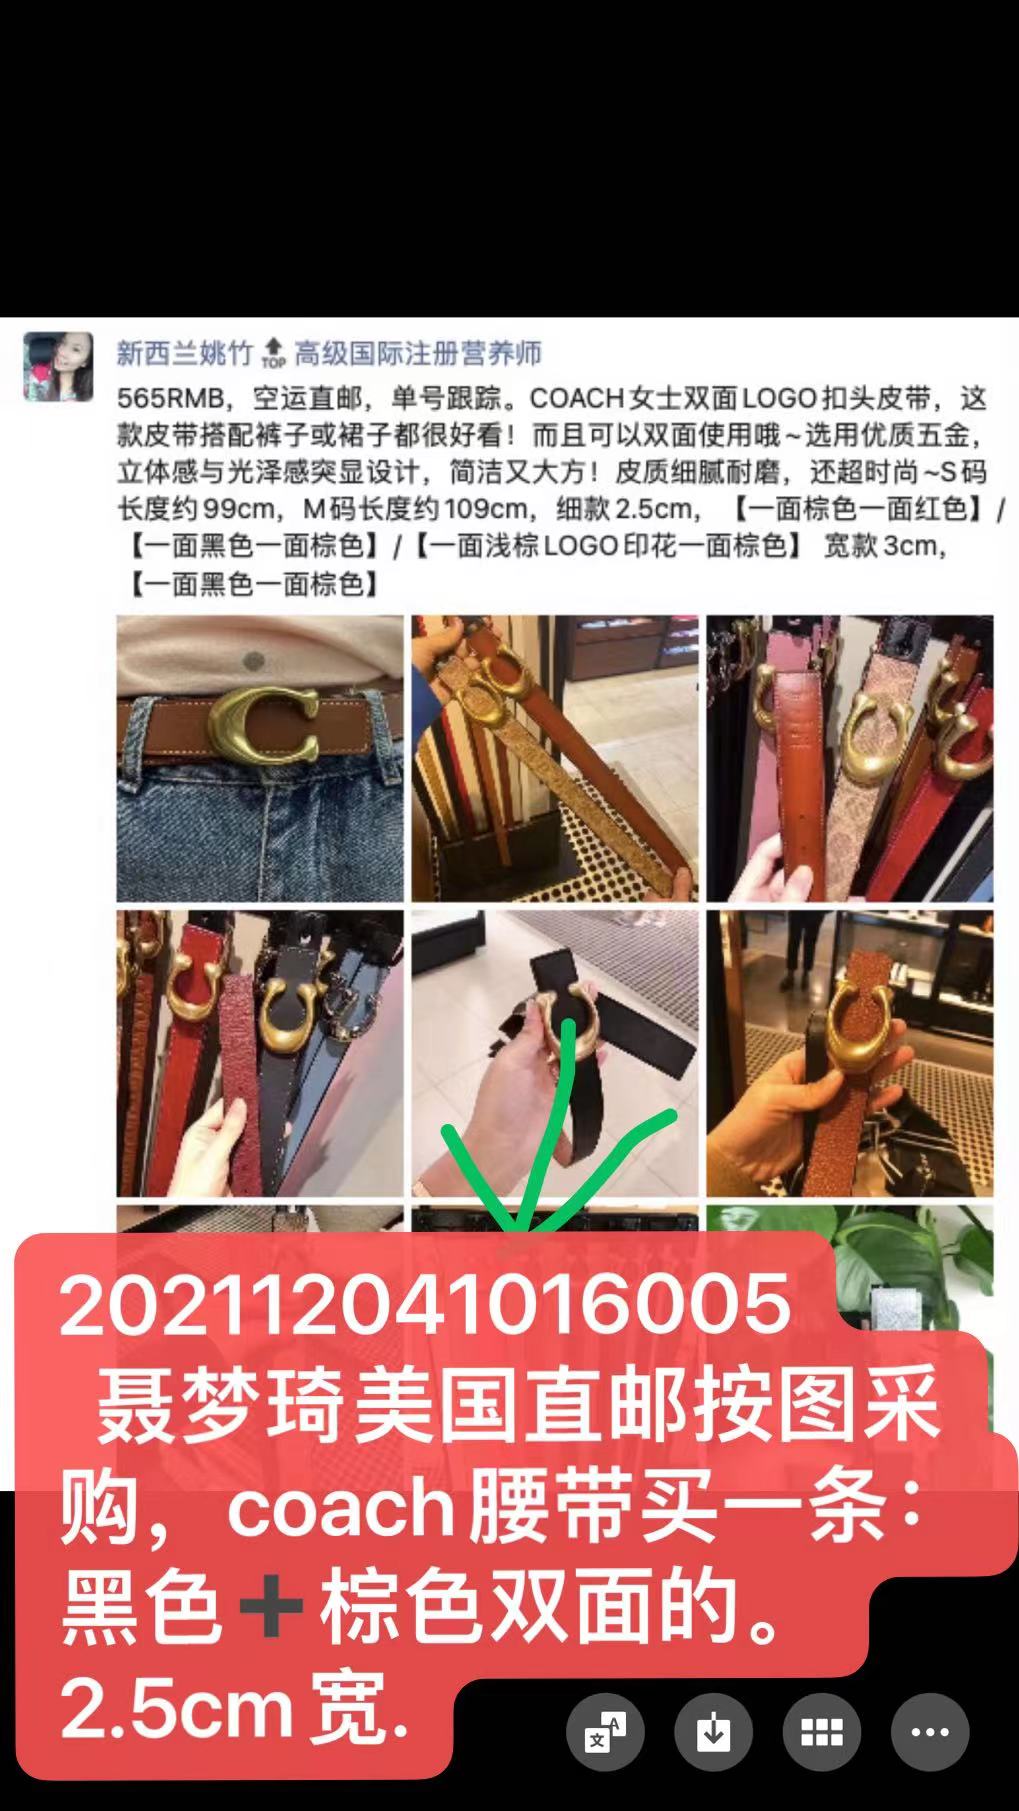 新西兰姚竹TOP高级国际注册营养师
565RMB，空运直邮，单号跟踪。COACH女士双面LOGO扣头皮带，这
款皮带搭配裤子或裙子都很好看！而且可以双面使用哦~选用优质五金，
立体感与光泽感突显设计，简洁又大方！皮质细腻耐磨，还超时尚~S码
长度约99cm，M码长度约109cm，细款2.5cm，【一面棕色一面红色】/
【一面黑色一面棕色】/【一面浅棕LOGO印花一面棕色】 宽款3cm，
【一面黑色一面棕色】
202112041016005
聂梦琦美国直邮按图采
购，coach腰带买一条：
黑色➕棕色双面的。
2.5cm宽.